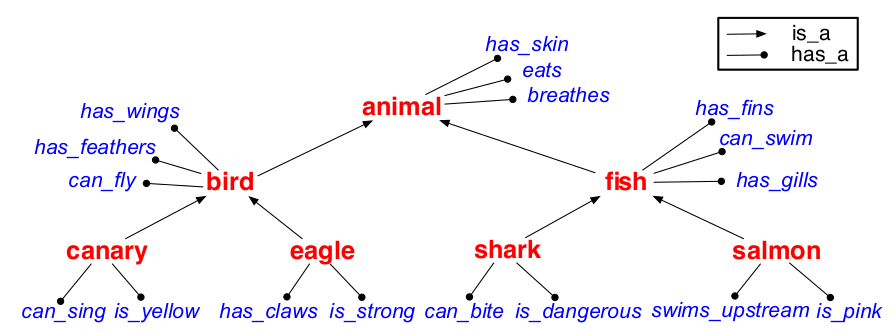 is_a
has_a
has_skin
eats
breathes
animal
has_wings
has_feathers
can_fly
bird
has_fins
can_swim
has_gills
fish
canary
eagle
shark
salmon
can_sing
is_yellow
has_claws
is_strong
can_bite
is_dangerous
swims_upstream
is_pink